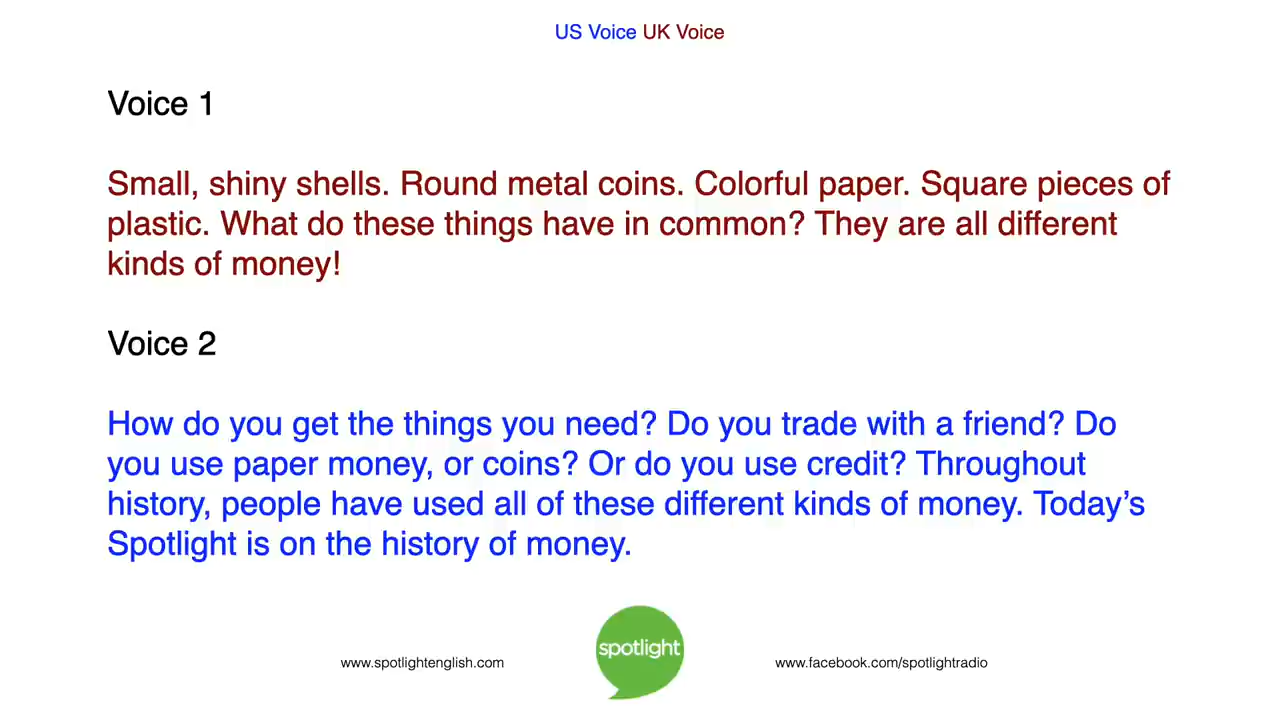 US Voice UK Voice
Voice 1
Small, shiny shells. Round metal coins. Colorful paper. Square pieces of
plastic. What do these things have in common? They are all different
kinds of money!
Voice 2
How do you get the things you need? Do you trade with a friend? Do
you use paper money, or coins? Or do you use credit? Throughout
history, people have used all of these different kinds of money. Today’s
Spotlight is on the history of money.
spotlight
www.spotlightenglish.com
www.facebook.com/spotlightradio